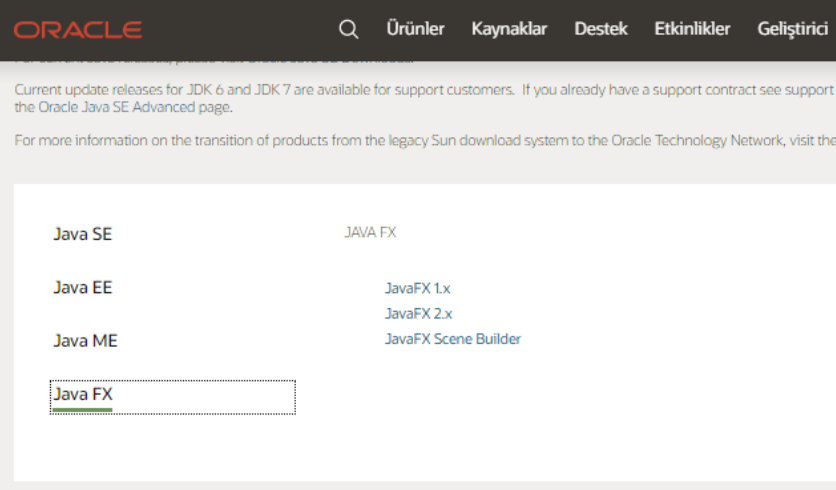 ORACLE
Ürünler Kaynaklar Destek Etkinlikler Geliştirici
Current update releases for JDK 6 and JDK 7 are available for support customers. If you already have a support contract see support
the Oracle Java SE Advanced page.
For more information on the transition of products from the legacy Sun download system to the Oracle Technology Network, visit the
Java SE
JAVA FX
Java EE
JavaFX 1.x
JavaFX 2.x
Java ME
JavaFX Scene Builder
Java FX